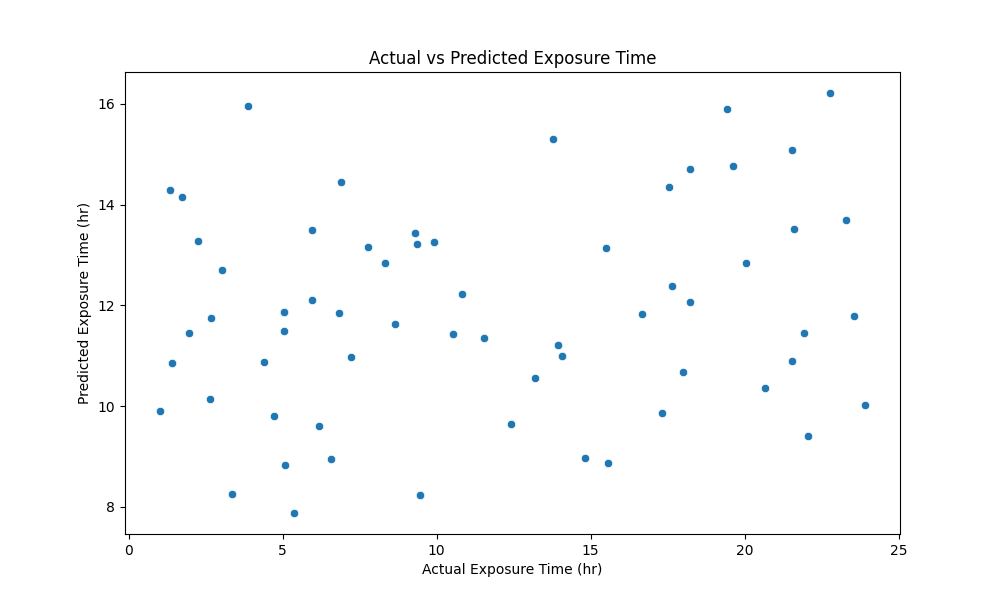 Actual vs Predicted Exposure Time
16
14
12
10
8
Predicted Exposure Time (hr)
0 5 10 15 20 25
Actual Exposure Time (hr)